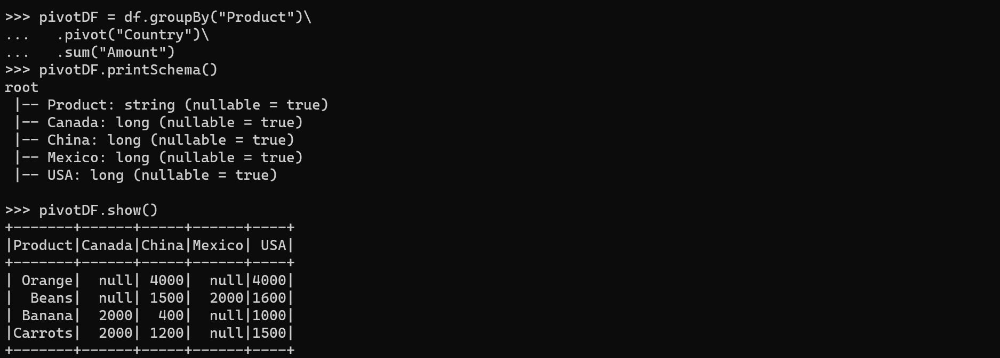 >>> pivotDF = df.groupBy("Product")\
...   .pivot("Country")\
...   .sum("Amount")
>>> pivotDF.printSchema()
root
 |-- Product: string (nullable = true)
 |-- Canada: long (nullable = true)
 |-- China: long (nullable = true)
 |-- Mexico: long (nullable = true)
 |-- USA: long (nullable = true)

>>> pivotDF.show()
+-------+------+-----+------+----+
|Product|Canada|China|Mexico| USA|
+-------+------+-----+------+----+
| Orange|  null| 4000|  null|4000|
|  Beans|  null| 1500|  2000|1600|
| Banana|  2000|  400|  null|1000|
|Carrots|  2000| 1200|  null|1500|
+-------+------+-----+------+----+